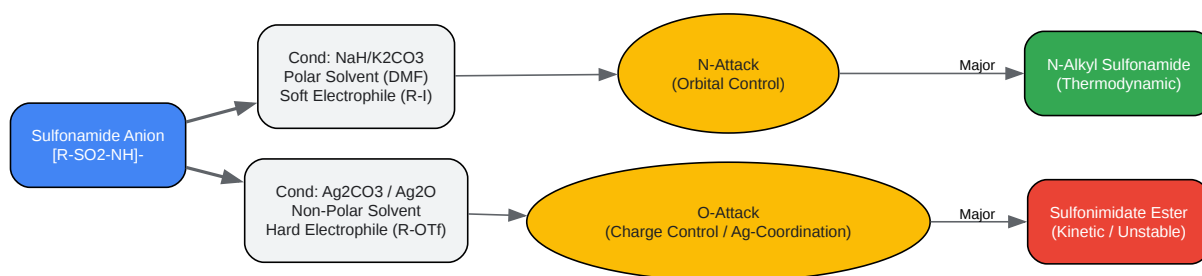 Sulfonamide Anion
[R-SO2-NH]-
Cond: NaH/K2CO3
Polar Solvent (DMF)
Soft Electrophile (R-I)
N-Attack
(Orbital Control)
Major
N-Alkyl Sulfonamide
(Thermodynamic)
Cond: Ag2CO3 / Ag2O
Non-Polar Solvent
Hard Electrophile (R-OTf)
O-Attack
(Charge Control / Ag-Coordination)
Major
Sulfonimidate Ester
(Kinetic / Unstable)